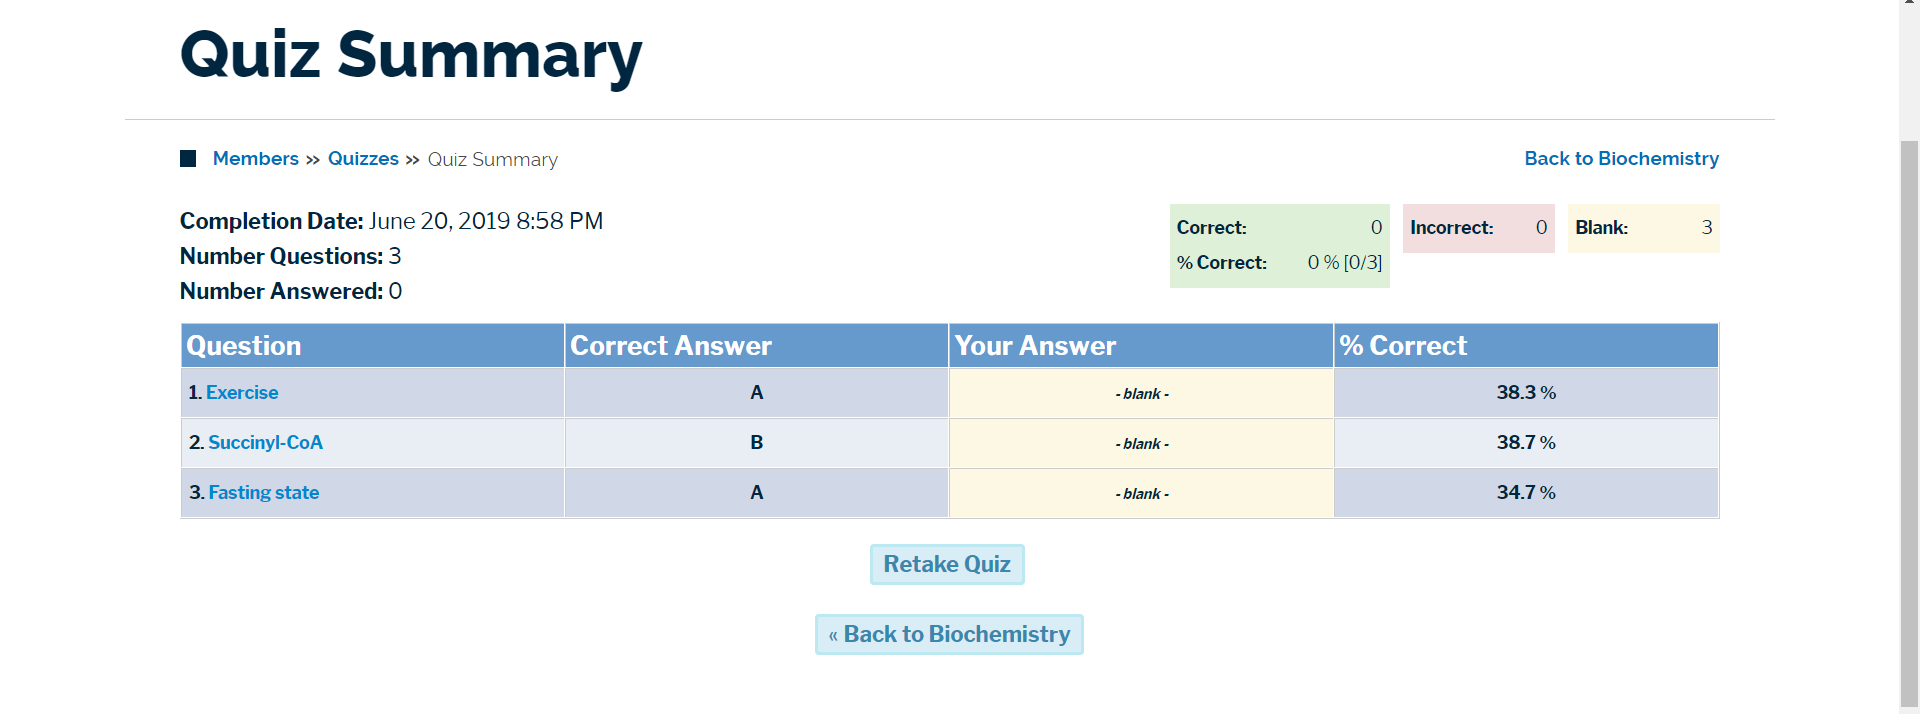 Quiz Summary
Members » Quizzes » Quiz Summary
Back to Biochemistry
Completion Date: June 20, 2019 8:58 PM
Number Questions: 3
Number Answered: 0
Correct: 0
% Correct: 0 % [0/3]
Incorrect: 0
Blank: 3
Question Correct Answer Your Answer % Correct
1. Exercise A - blank - 38.3 %
2. Succinyl-CoA B - blank - 38.7 %
3. Fasting state A - blank - 34.7 %
Retake Quiz
« Back to Biochemistry